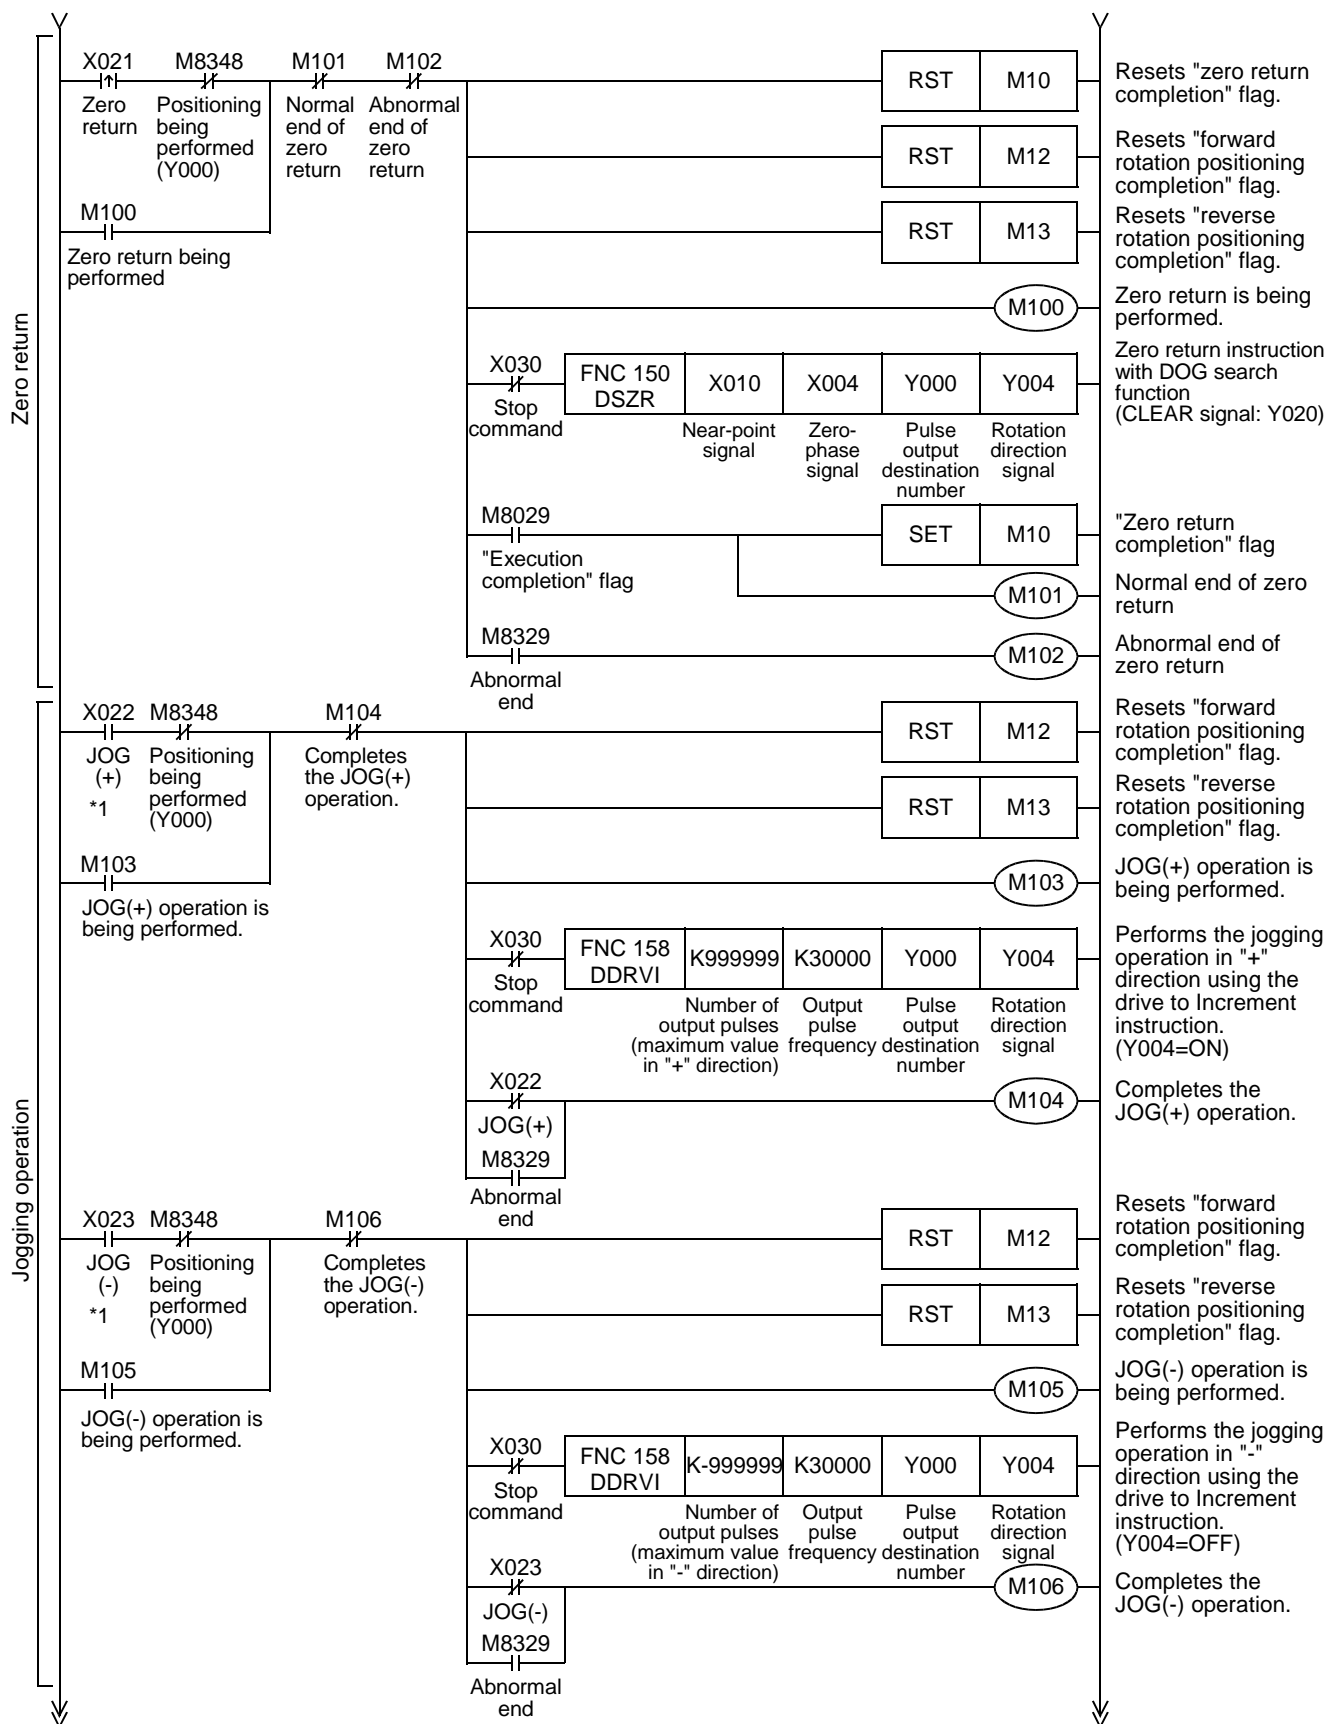 Zero return
X021 M8348 M101 M102
RST M10
Resets "zero return
completion" flag.
Zero
return
Positioning
being
performed
(Y000)
Normal
end of
zero
return
Abnormal
end of
zero
return
RST M12
Resets "forward
rotation positioning
completion" flag.
M100
Zero return being
performed
RST M13
Resets "reverse
rotation positioning
completion" flag.
M100
Zero return is being
performed.
X030
Stop
command
FNC 150
DSZR
X010 X004 Y000 Y004
Near-point
signal
Zero-
phase
signal
Pulse
output
destination
number
Rotation
direction
signal
Zero return instruction
with DOG search
function
(CLEAR signal: Y020)
M8029
"Execution
completion" flag
SET M10
"Zero return
completion" flag
M101
Normal end of zero
return
M8329
Abnormal
end
M102
Abnormal end of
zero return
Jogging operation
X022 M8348 M104
JOG
(+)
*1
Positioning
being
performed
(Y000)
Completes
the JOG(+)
operation.
RST M12
Resets "forward
rotation positioning
completion" flag.
RST M13
Resets "reverse
rotation positioning
completion" flag.
M103
JOG(+) operation is
being performed.
M103
JOG(+) operation is
being performed.
X030
Stop
command
FNC 158
DDRVI
K999999 K30000 Y000 Y004
Number of
output pulses
(maximum value
in "+" direction)
Output
pulse
frequency
Pulse
output
destination
number
Rotation
direction
signal
Performs the jogging
operation in "+"
direction using the
drive to Increment
instruction.
(Y004=ON)
X022
JOG(+)
M8329
Abnormal
end
M104
Completes the
JOG(+) operation.
X023 M8348 M106
JOG
(-)
*1
Positioning
being
performed
(Y000)
Completes
the JOG(-)
operation.
RST M12
Resets "forward
rotation positioning
completion" flag.
RST M13
Resets "reverse
rotation positioning
completion" flag.
M105
JOG(-) operation is
being performed.
M105
JOG(-) operation is
being performed.
X030
Stop
command
FNC 158
DDRVI
K-999999 K30000 Y000 Y004
Number of
output pulses
(maximum value
in "-" direction)
Output
pulse
frequency
Pulse
output
destination
number
Rotation
direction
signal
Performs the jogging
operation in "-"
direction using the
drive to Increment
instruction.
(Y004=OFF)
X023
JOG(-)
M8329
Abnormal
end
M106
Completes the
JOG(-) operation.